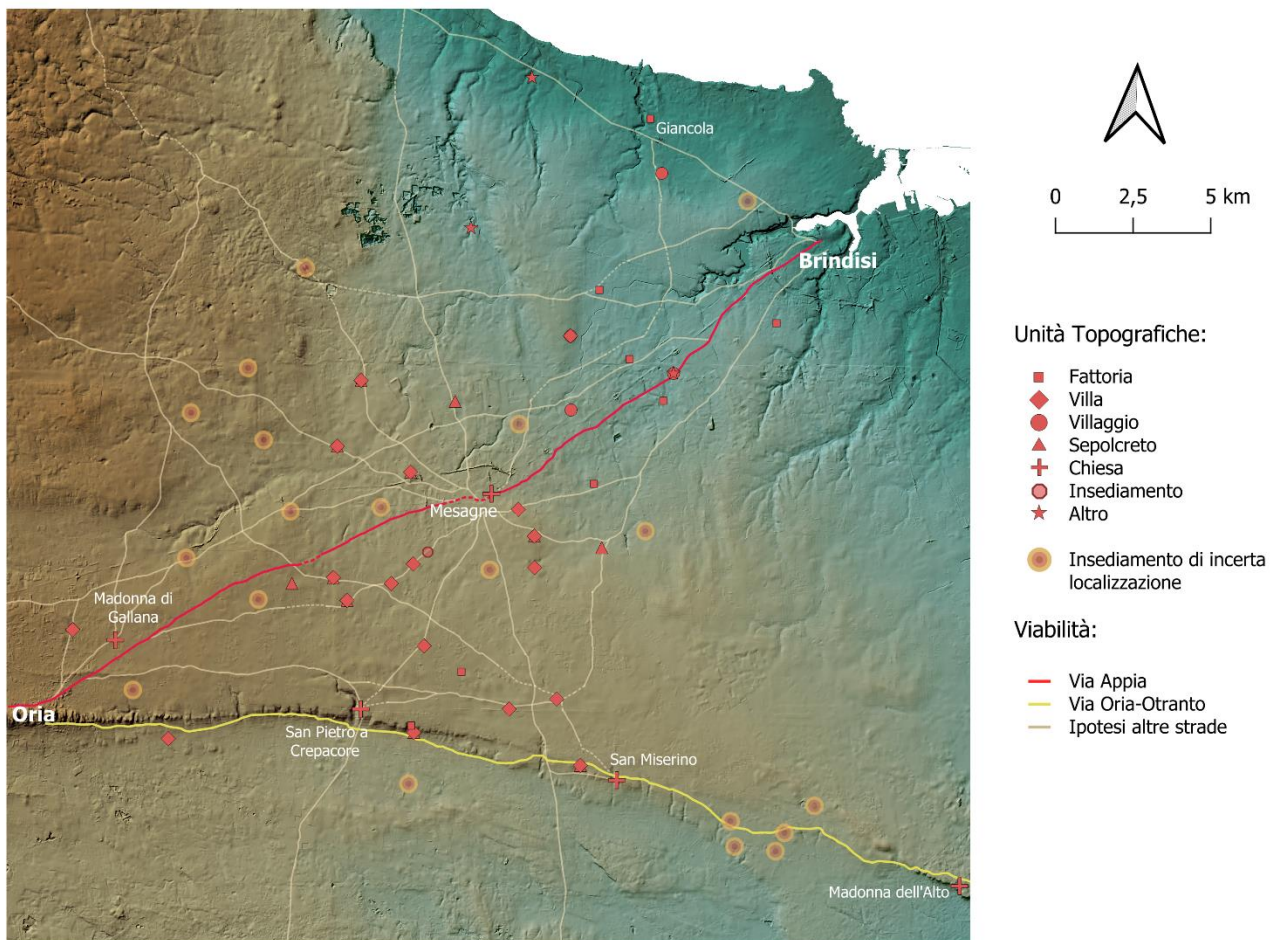 Giancola
Brindisi
Mesagne
Madonna di
Gallana
Oria
San Pietro a
Crepacore
San Miserino
Madonna dell'Alto
0 2,5 5 km
Unità Topografiche:
Fattoria
Villa
Villaggio
Sepolcreto
Chiesa
Insediamento
Altro
Insediamento di incerta
localizzazione
Viabilità:
Via Appia
Via Oria-Otranto
Ipotesi altre strade